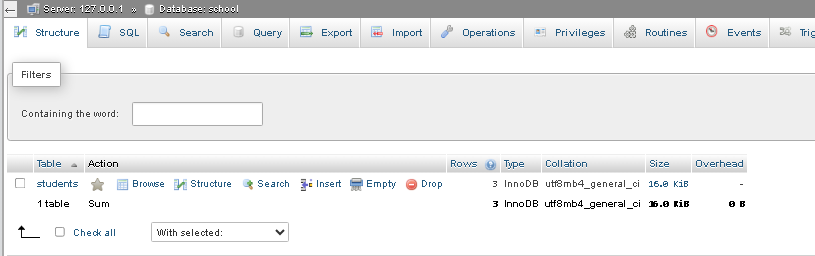 Server: 127.0.0.1 » Database: school
Structure SQL Search Query Export Import Operations Privileges Routines Events
Filters
Containing the word:
Table Action Rows Type Collation Size Overhead
students Browse Structure Search Insert Empty Drop 3 InnoDB utf8mb4_general_ci 16.0 KiB -
1 table Sum 3 InnoDB utf8mb4_general_ci 16.0 KiB 0 B
Check all With selected: